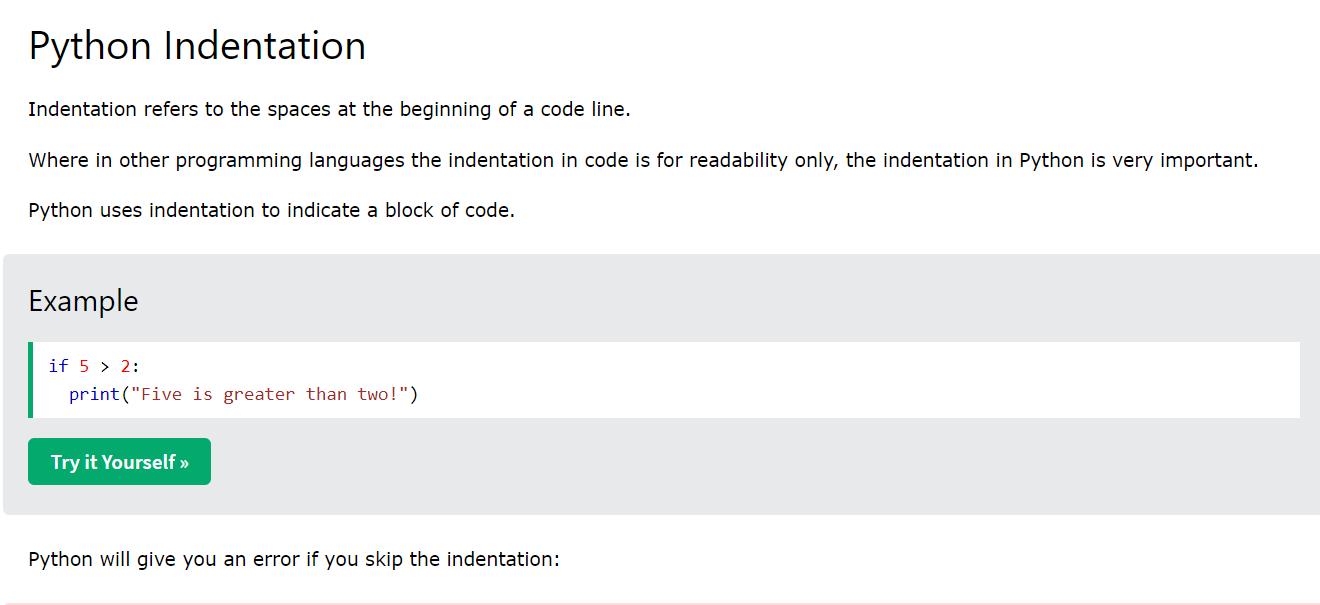 Python Indentation
Indentation refers to the spaces at the beginning of a code line.
Where in other programming languages the indentation in code is for readability only, the indentation in Python is very important.
Python uses indentation to indicate a block of code.
Example
if 5 > 2:
  print("Five is greater than two!")
Try it Yourself »
Python will give you an error if you skip the indentation: